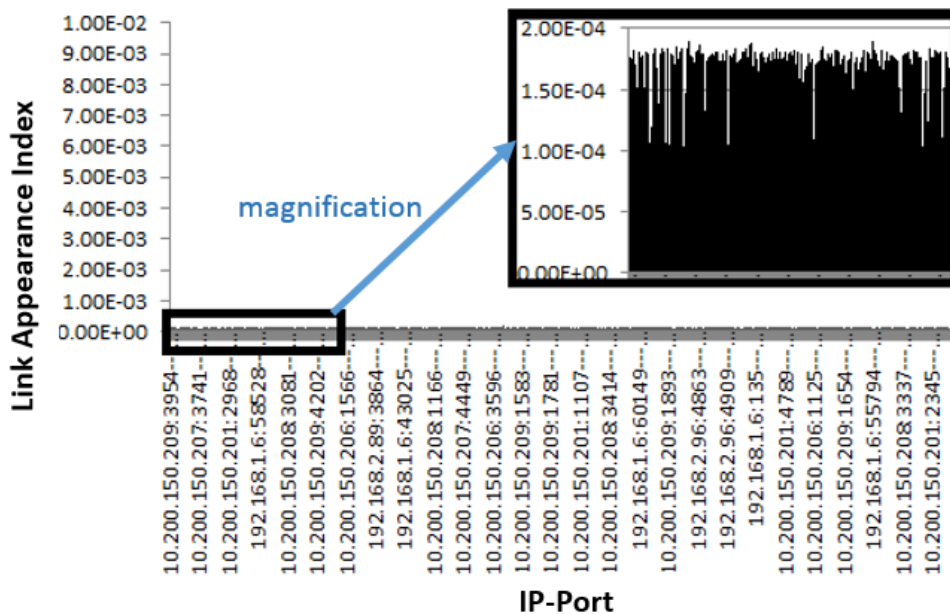 Link Appearance Index
1.00E-02
9.00E-03
8.00E-03
7.00E-03
6.00E-03
5.00E-03
4.00E-03
3.00E-03
2.00E-03
1.00E-03
0.00E+00
magnification
2.00E-04
1.50E-04
1.00E-04
5.00E-05
0.00E+00
10.200.150.209:3954---...
10.200.150.207:3741---...
10.200.150.201:2968---...
192.168.1.6:58528---...
10.200.150.208:3081---...
10.200.150.209:4202---...
10.200.150.206:1566---...
192.168.2.89:3864---...
192.168.1.6:43025---...
10.200.150.208:1166---...
10.200.150.207:4449---...
10.200.150.206:3596---...
10.200.150.209:1583---...
10.200.150.209:1781---...
10.200.150.201:1107---...
10.200.150.208:3414---...
192.168.1.6:60149---...
10.200.150.209:18893---...
192.168.2.96:4863---...
192.168.2.96:4909---...
192.168.1.6:135---...
10.200.150.201:4789---...
10.200.150.206:1125---...
10.200.150.209:1654---...
192.168.1.6:55794---...
10.200.150.208:3337---...
10.200.150.201:2345---...
IP-Port